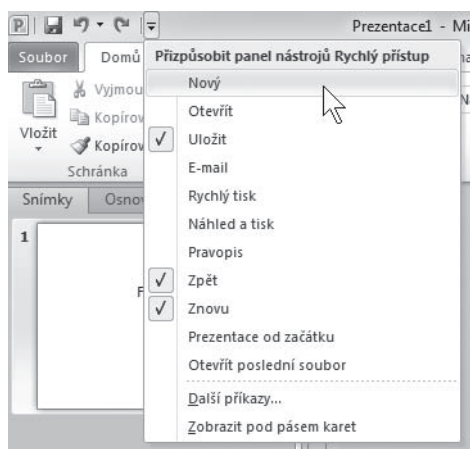 Prezentace1 - Mi
Soubor Domů
Přizpůsobit panel nástrojů Rychlý přístup
Nový
Vyjmou
Otevřít
Kopírov
Vložit
Uložit
Kopírov
E-mail
Schránka
Rychlý tisk
Snímky Osno
Náhled a tisk
1
Pravopis
Zpět
Znovu
Prezentace od začátku
Otevřít poslední soubor
Další příkazy...
Zobrazit pod pásem karet